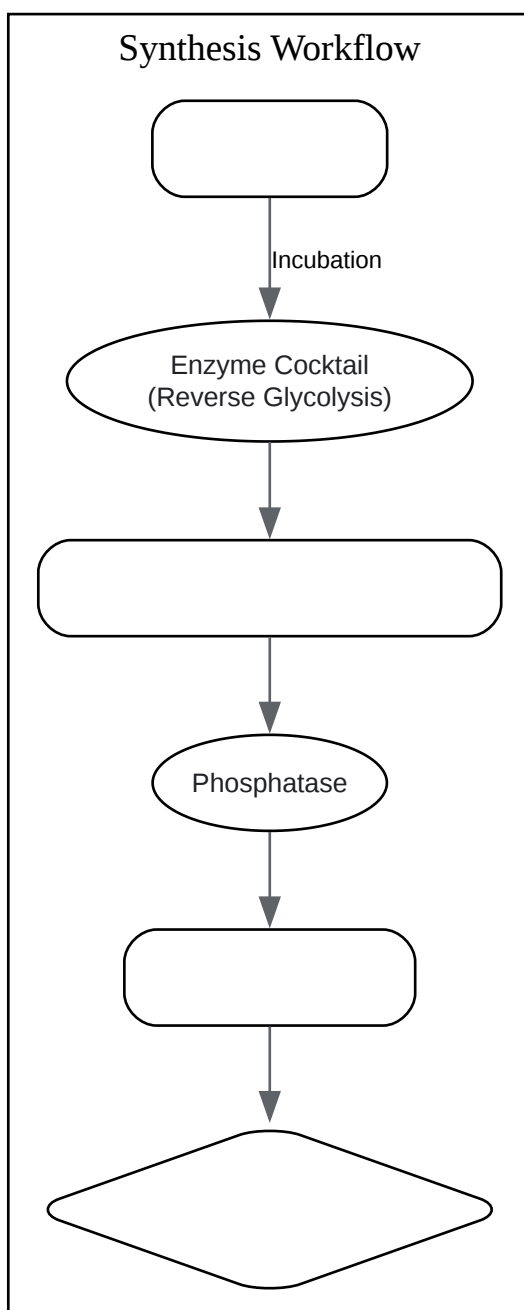 Synthesis Workflow
Incubation
Enzyme Cocktail
(Reverse Glycolysis)
Phosphatase